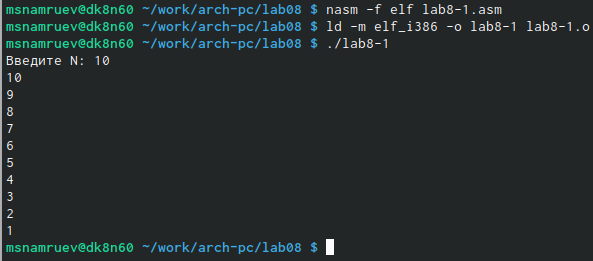 msnamruev@dk8n60 ~/work/arch-pc/lab08 $ nasm -f elf lab8-1.asm
msnamruev@dk8n60 ~/work/arch-pc/lab08 $ ld -m elf_i386 -o lab8-1 lab8-1.o
msnamruev@dk8n60 ~/work/arch-pc/lab08 $ ./lab8-1
Введите N: 10
10
9
8
7
6
5
4
3
2
1
msnamruev@dk8n60 ~/work/arch-pc/lab08 $